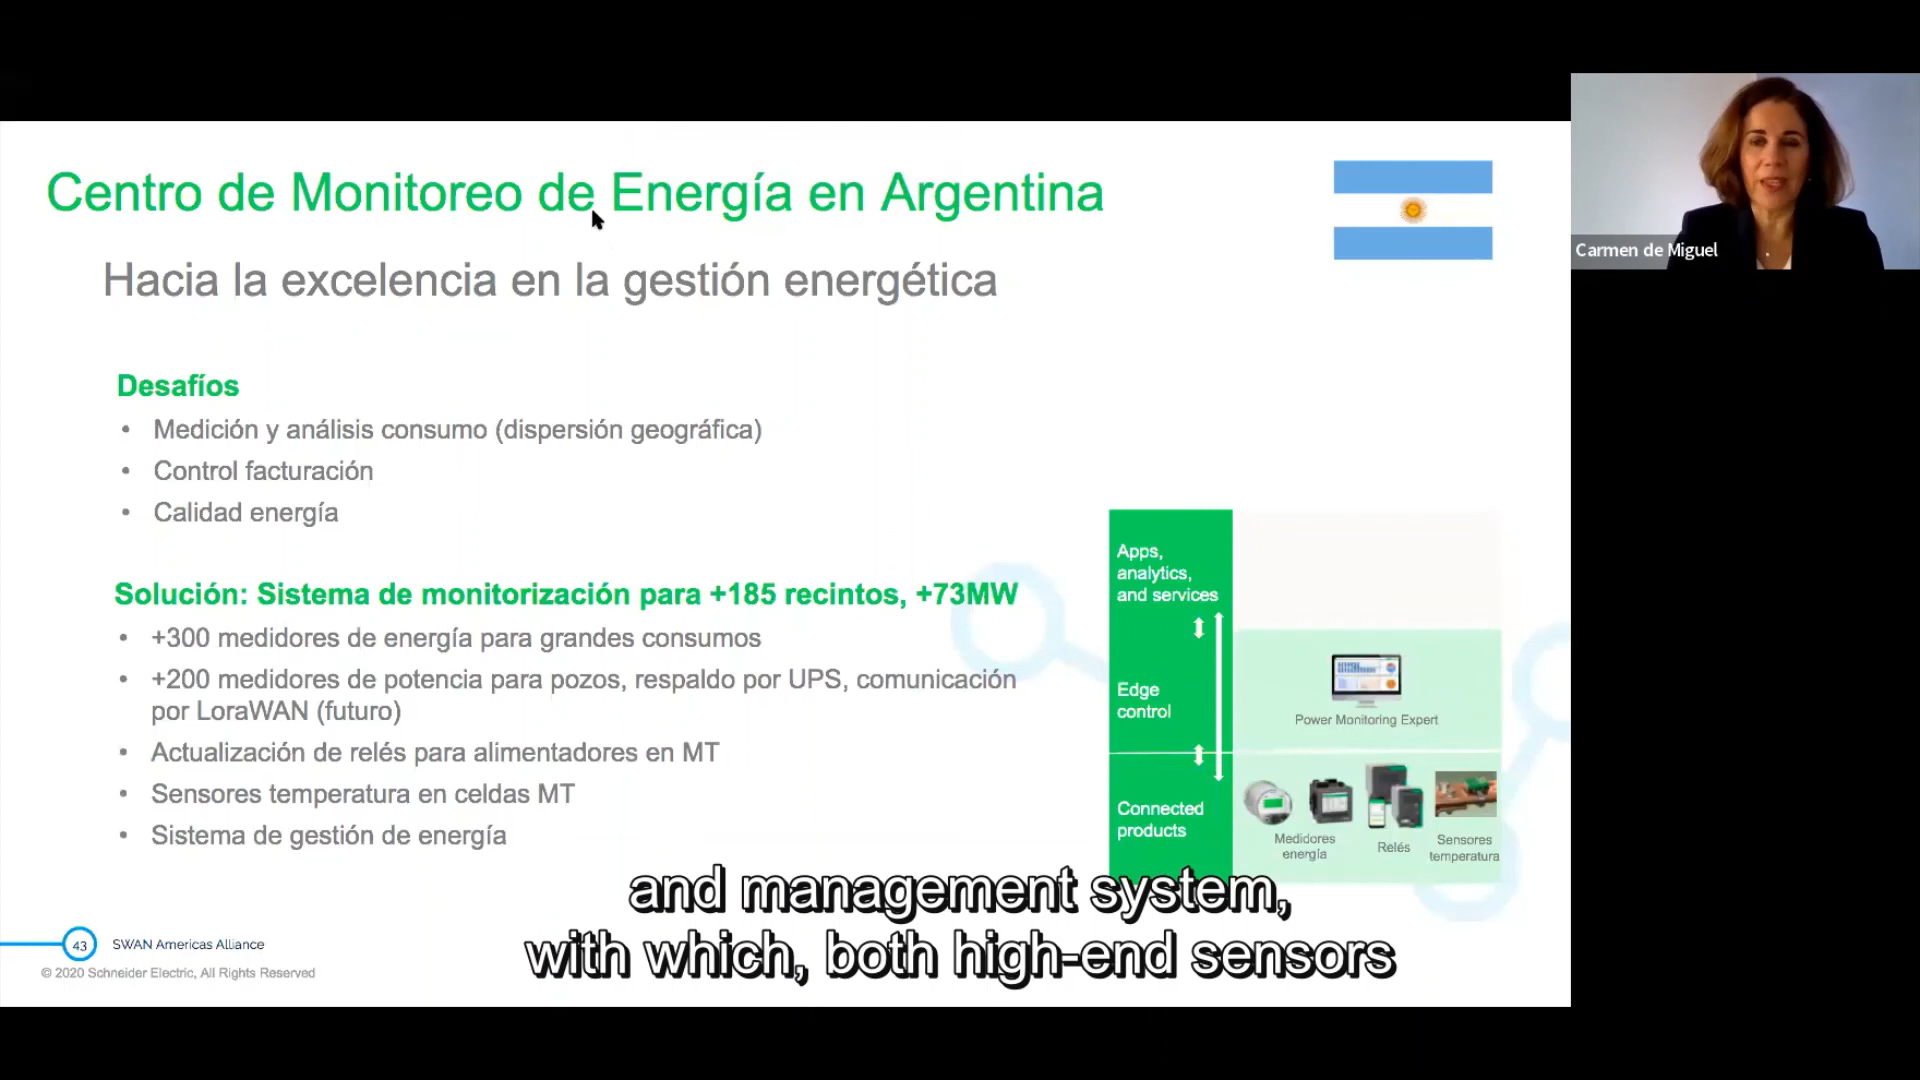 Centro de Monitoreo de Energía en Argentina
Carmen de Miguel
Hacia la excelencia en la gestión energética
Desafíos
• Medición y análisis consumo (dispersión geográfica)
• Control facturación
• Calidad energía
Solución: Sistema de monitorización para +185 recintos, +73MW
• +300 medidores de energía para grandes consumos
• +200 medidores de potencia para pozos, respaldo por UPS, comunicación
por LoraWAN (futuro)
• Actualización de relés para alimentadores en MT
• Sensores temperatura en celdas MT
• Sistema de gestión de energía
Apps,
analytics,
and services
Edge
control
Power Monitoring Expert
Connected
products
Medidores
energía
Relés
Sensores
temperatura
and management system,
with which, both high-end sensors
43
SWAN Americas Alliance
© 2020 Schneider Electric, All Rights Reserved